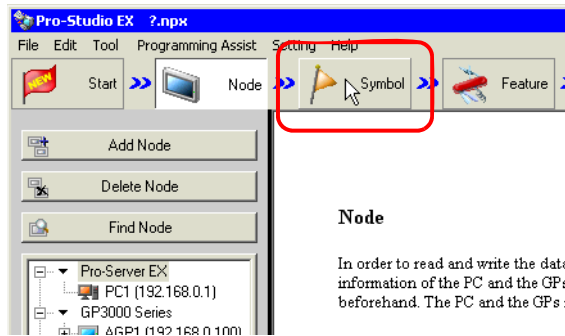 Pro-Studio EX ?.npx
File Edit Tool Programming Assist Setting Help
NEW Start Node Symbol Feature
Add Node
Delete Node
Find Node
Pro-Server EX
PC1 (192.168.0.1)
GP3000 Series
AGP1 (192.168.0.100)
Node
In order to read and write the data
information of the PC and the GPs
beforehand. The PC and the GPs